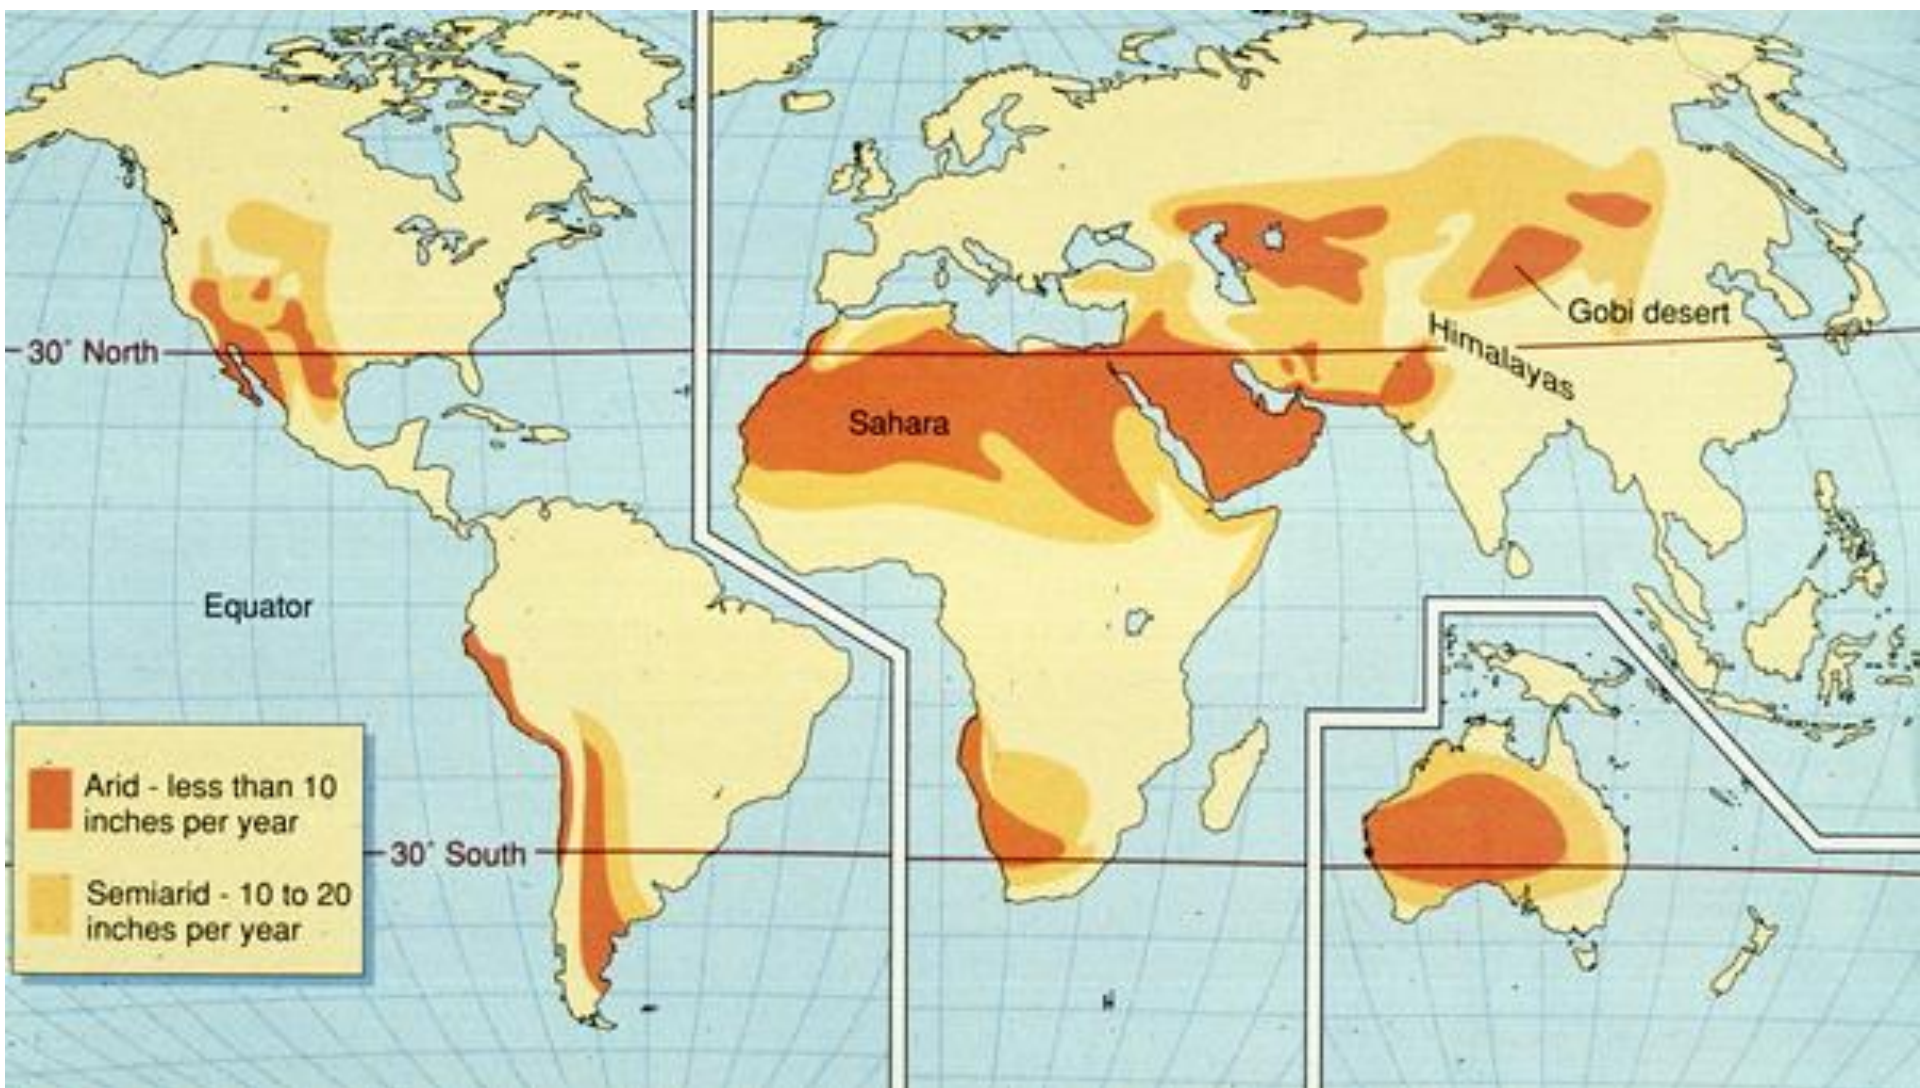 Gobi desert
Himalayas
30° North
Sahara
Equator
Arid - less than 10
inches per year
30° South
Semiarid - 10 to 20
inches per year